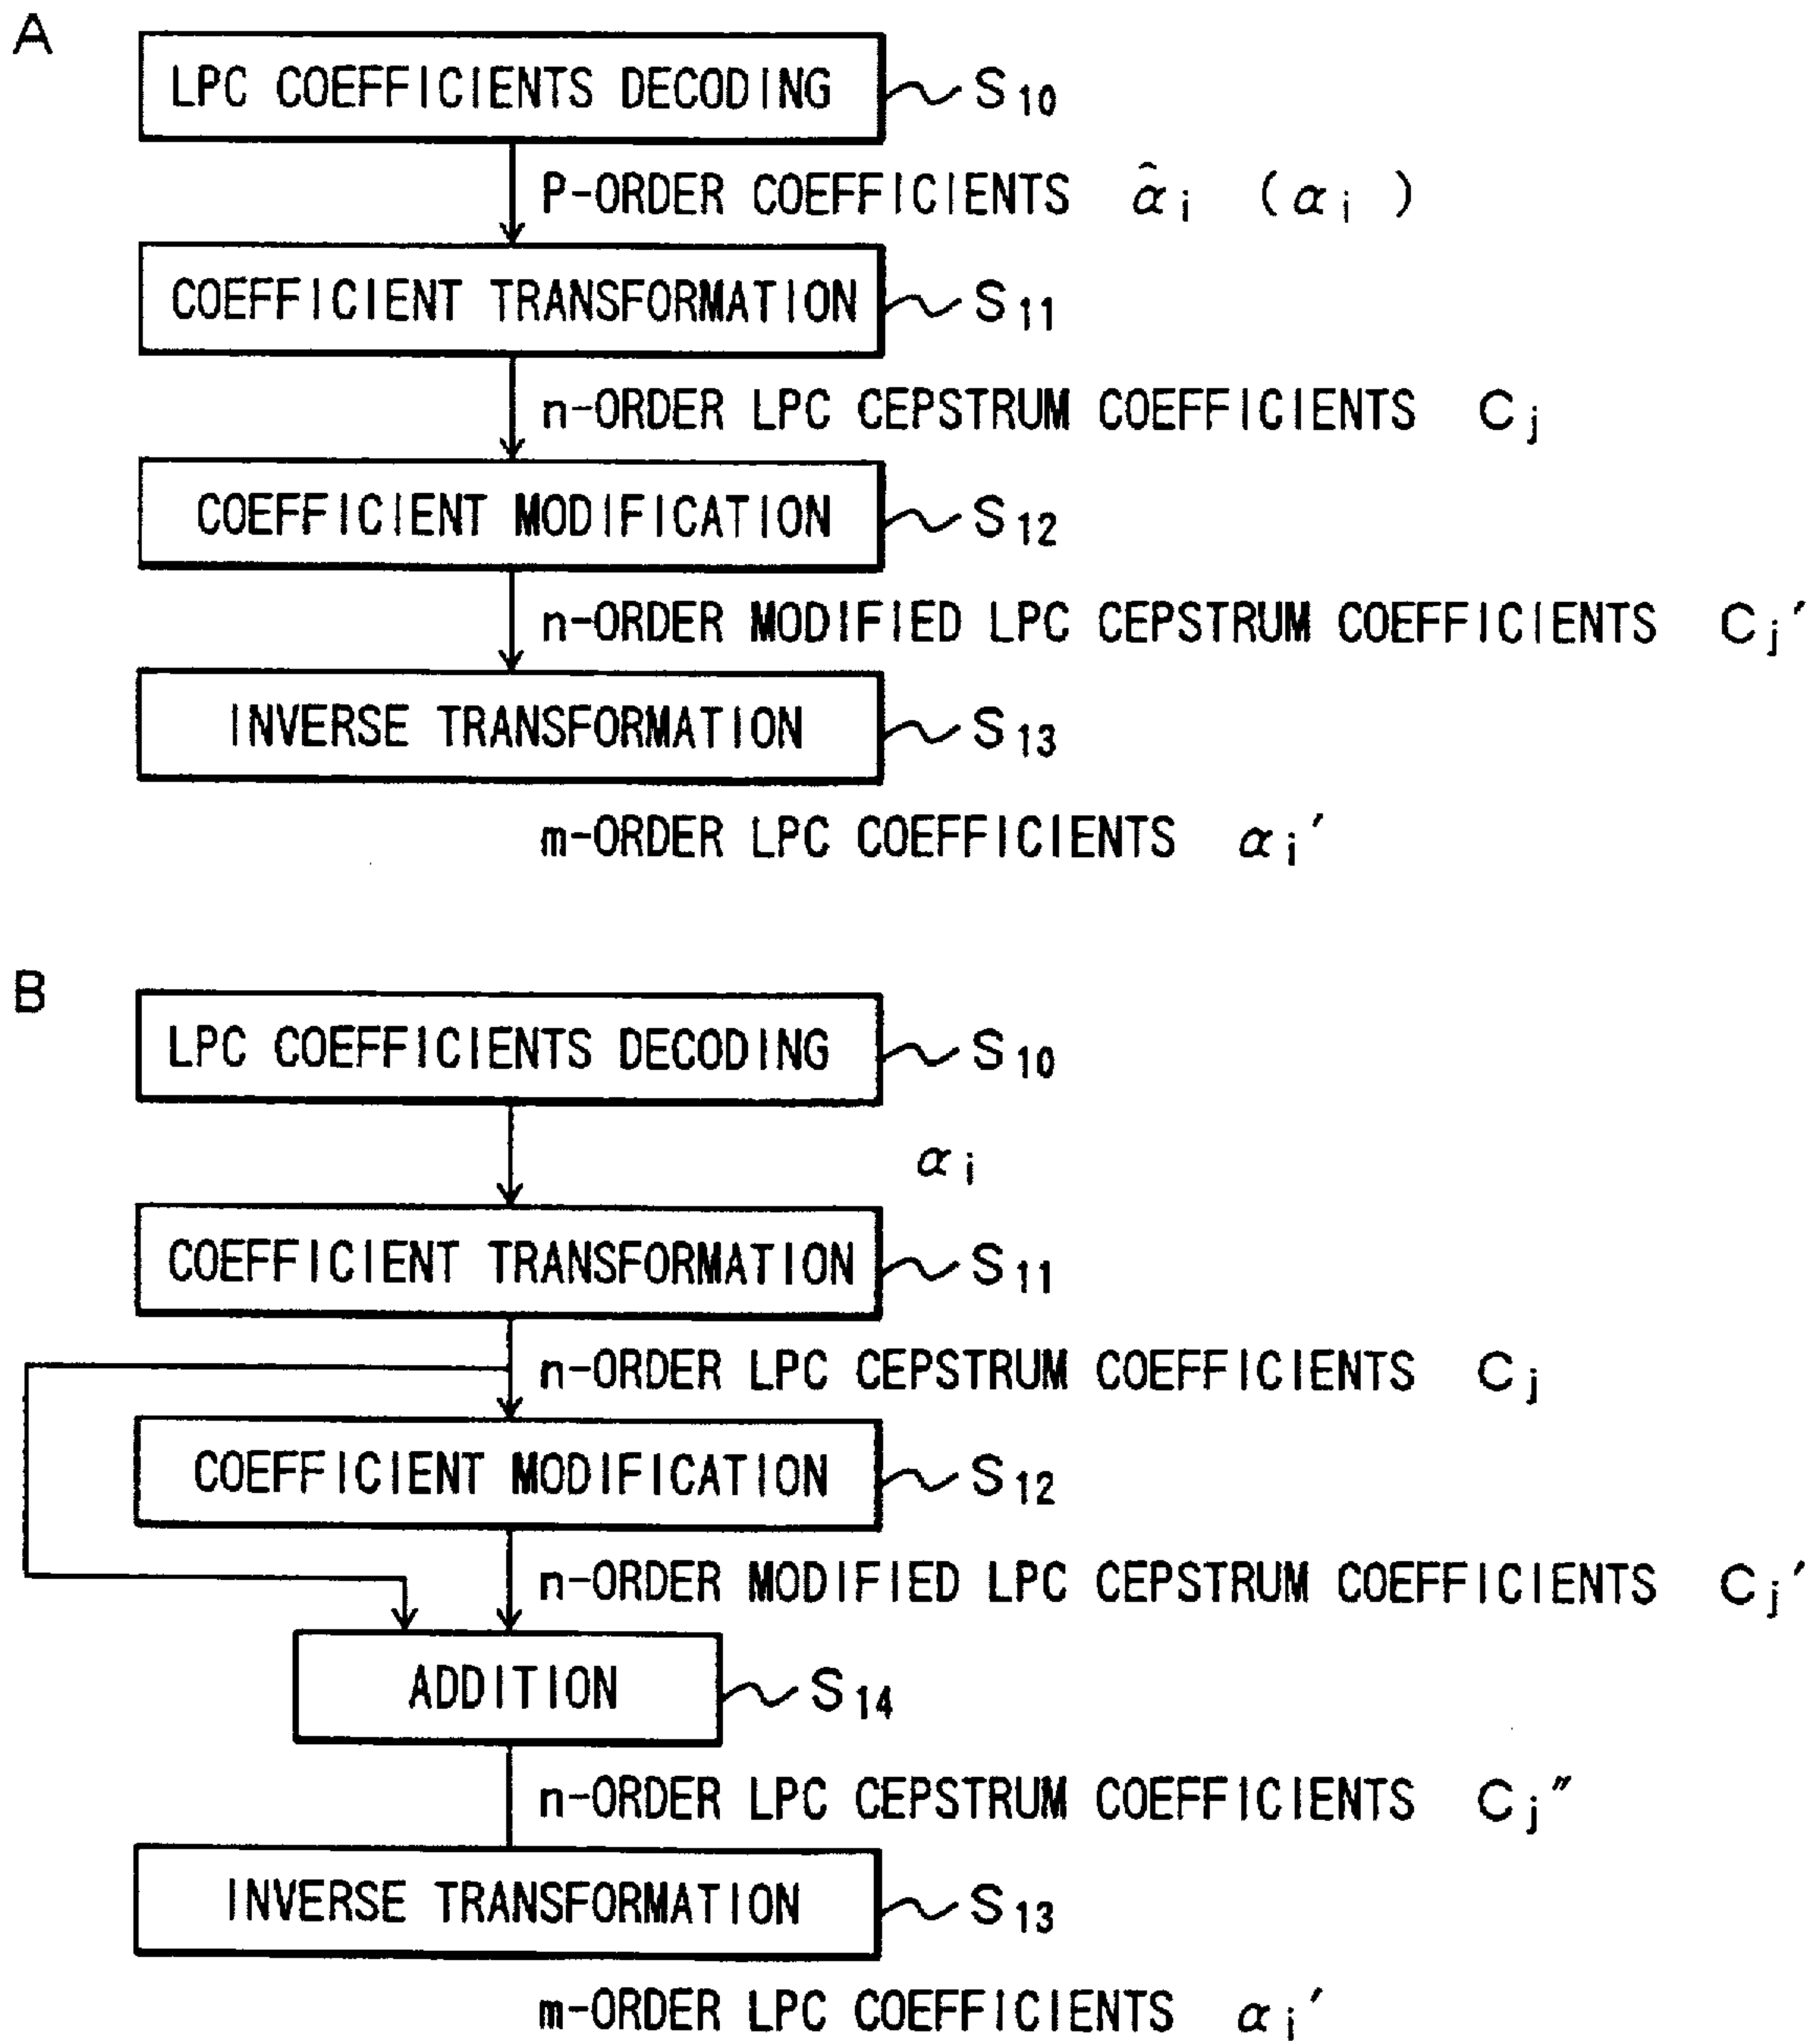 A
LPC COEFFICIENTS DECODING S10
P-ORDER COEFFICIENTS α̂i (αi)
COEFFICIENT TRANSFORMATION S11
n-ORDER LPC CEPSTRUM COEFFICIENTS Cj
COEFFICIENT MODIFICATION S12
n-ORDER MODIFIED LPC CEPSTRUM COEFFICIENTS Cj′
INVERSE TRANSFORMATION S13
m-ORDER LPC COEFFICIENTS αi′
B
LPC COEFFICIENTS DECODING S10
αi
COEFFICIENT TRANSFORMATION S11
n-ORDER LPC CEPSTRUM COEFFICIENTS Cj
COEFFICIENT MODIFICATION S12
n-ORDER MODIFIED LPC CEPSTRUM COEFFICIENTS Cj′
ADDITION S14
n-ORDER LPC CEPSTRUM COEFFICIENTS Cj″
INVERSE TRANSFORMATION S13
m-ORDER LPC COEFFICIENTS αi′